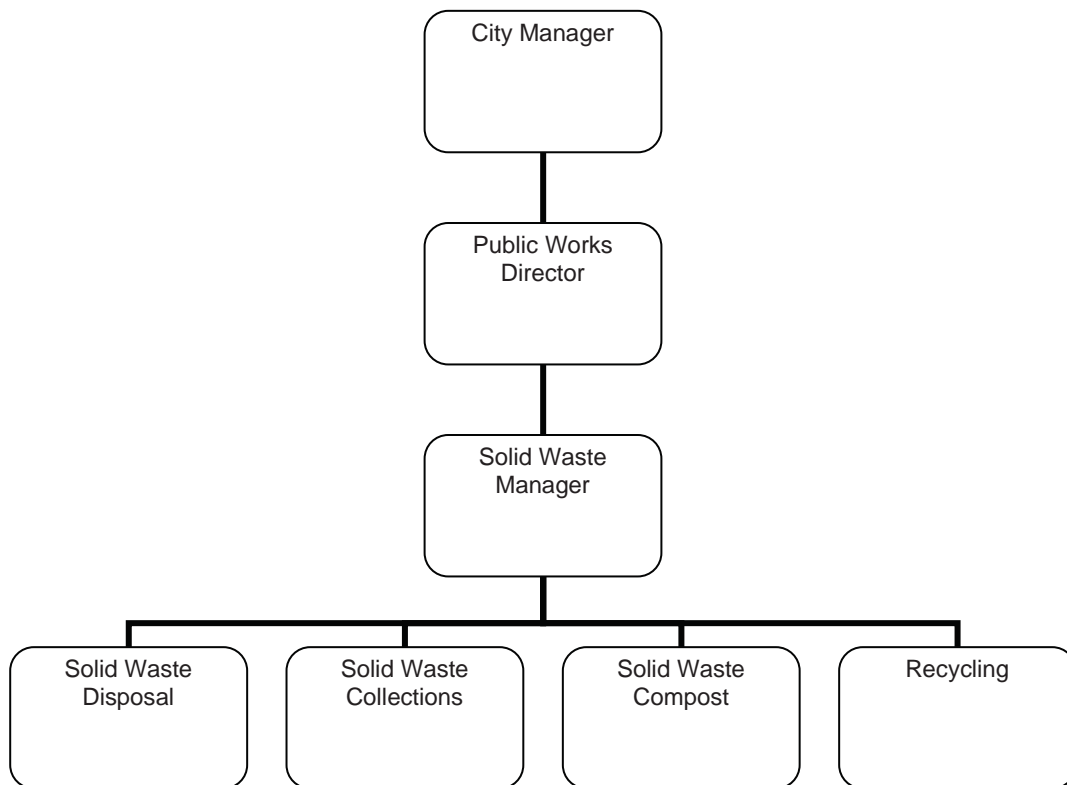 City Manager
Public Works
Director
Solid Waste
Manager
Solid Waste
Disposal
Solid Waste
Collections
Solid Waste
Compost
Recycling